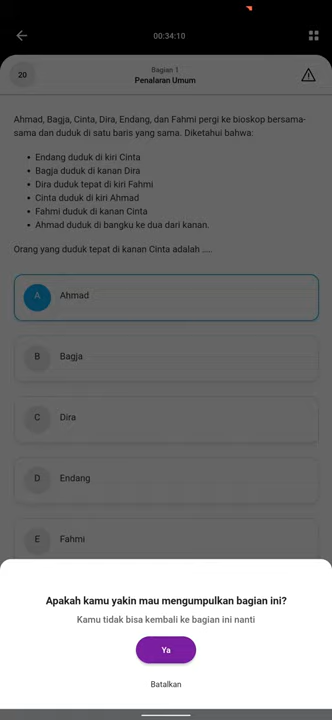 00:34:10
20
Bagian 1
Penalaran Umum
Ahmad, Bagja, Cinta, Dira, Endang, dan Fahmi pergi ke bioskop bersama-
sama dan duduk di satu baris yang sama. Diketahui bahwa:
• Endang duduk di kiri Cinta
• Bagja duduk di kanan Dira
• Dira duduk tepat di kiri Fahmi
• Cinta duduk di kiri Ahmad
• Fahmi duduk di kanan Cinta
• Ahmad duduk di bangku ke dua dari kanan.
Orang yang duduk tepat di kanan Cinta adalah ....
A Ahmad
B Bagja
C Dira
D Endang
E Fahmi
Apakah kamu yakin mau mengumpulkan bagian ini?
Kamu tidak bisa kembali ke bagian ini nanti
Ya
Batalkan